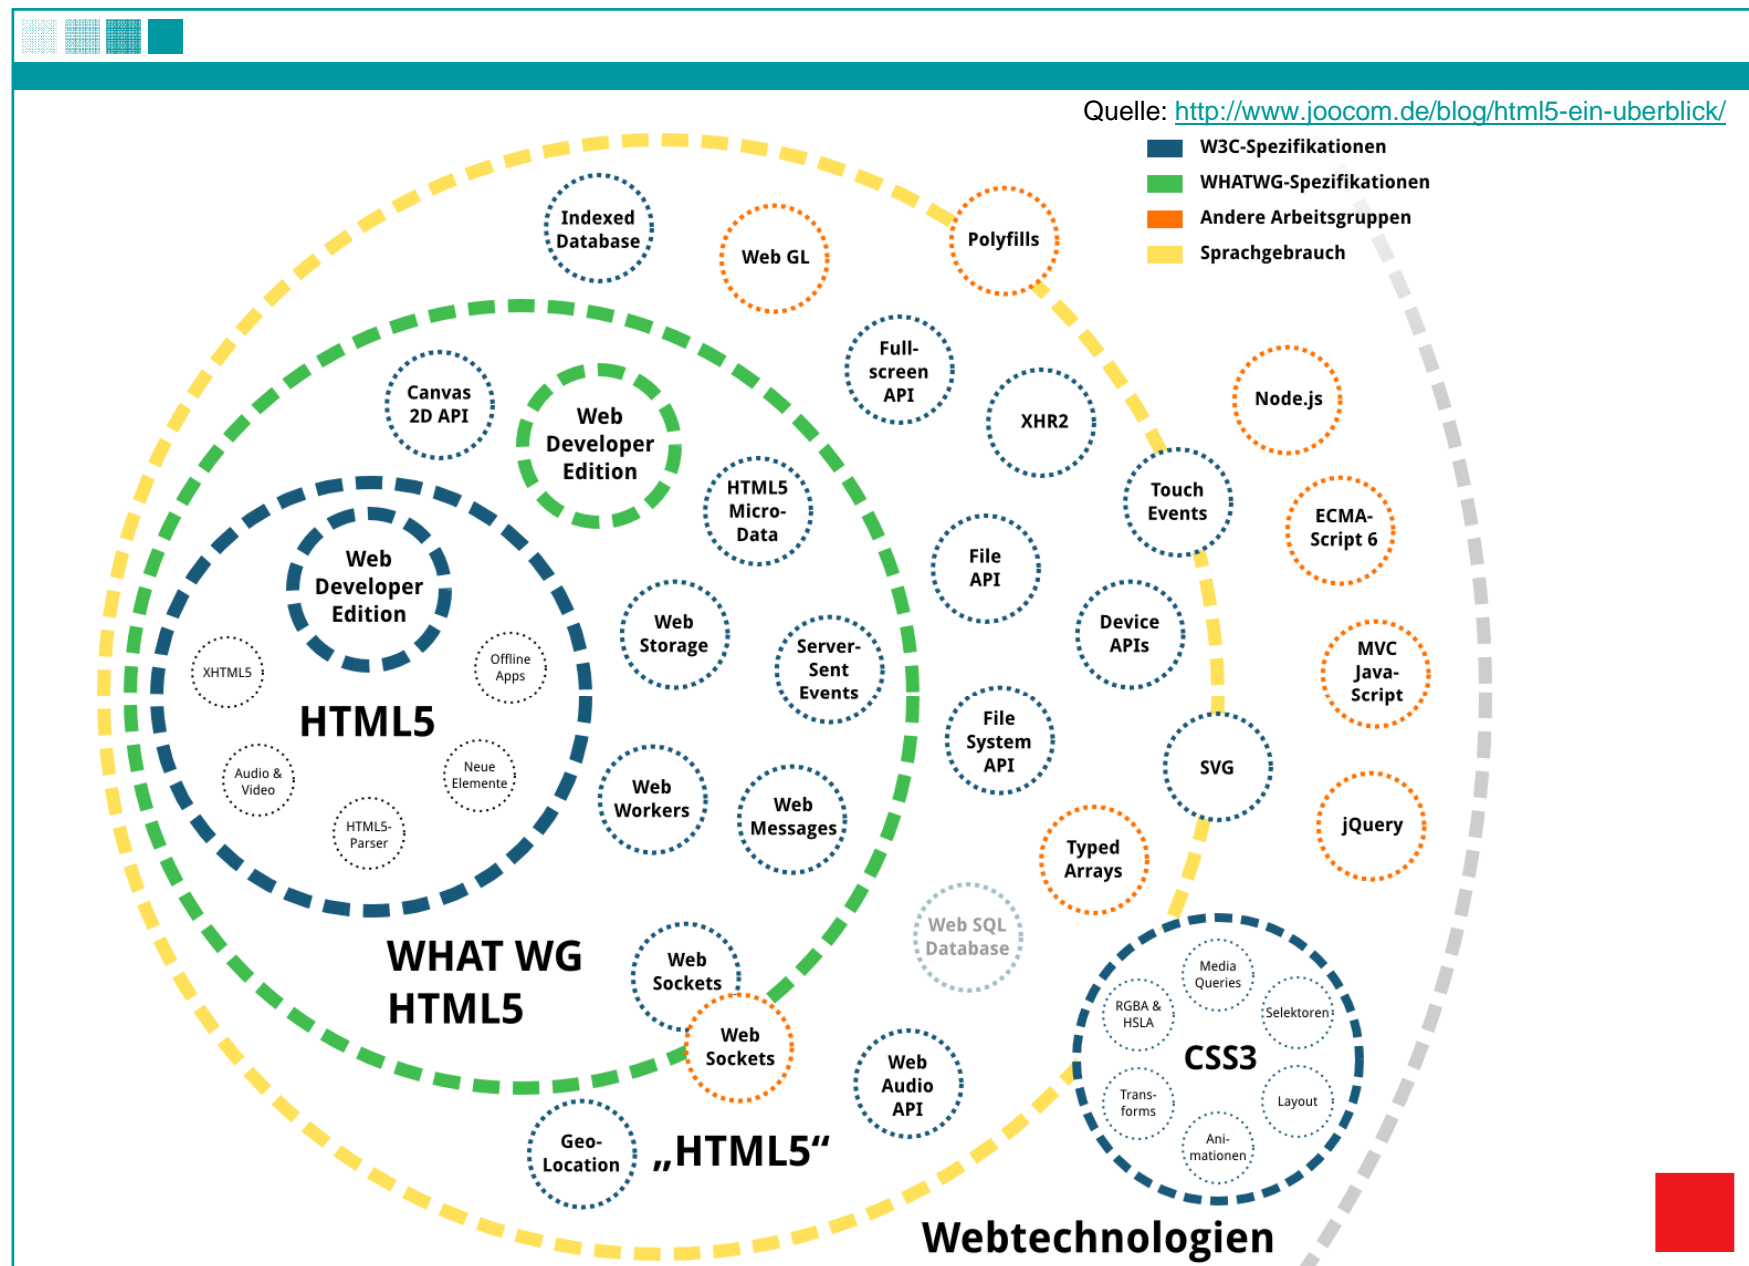 Quelle: http://www.joocom.de/blog/html5-ein-uberblick/
W3C-Spezifikationen
WHATWG-Spezifikationen
Andere Arbeitsgruppen
Sprachgebrauch
Indexed
Database
Web GL
Polyfills
Full-
screen
API
XHR2
Node.js
Canvas
2D API
Web
Developer
Edition
HTML5
Micro-
Data
Touch
Events
ECMA-
Script 6
Web
Developer
Edition
File
API
Web
Storage
Server-
Sent
Events
Device
APIs
MVC
Java-
Script
XHTML5
Offline
Apps
HTML5
File
System
API
SVG
Audio &
Video
Neue
Elemente
HTML5-
Parser
Web
Workers
Web
Messages
Typed
Arrays
jQuery
Web SQL
Database
WHAT WG
HTML5
Web
Sockets
Web
Sockets
Web
Audio
API
Media
Queries
RGBA &
HSLA
Selektoren
CSS3
Trans-
forms
Layout
Ani-
mationen
Geo-
Location
„HTML5“
Webtechnologien